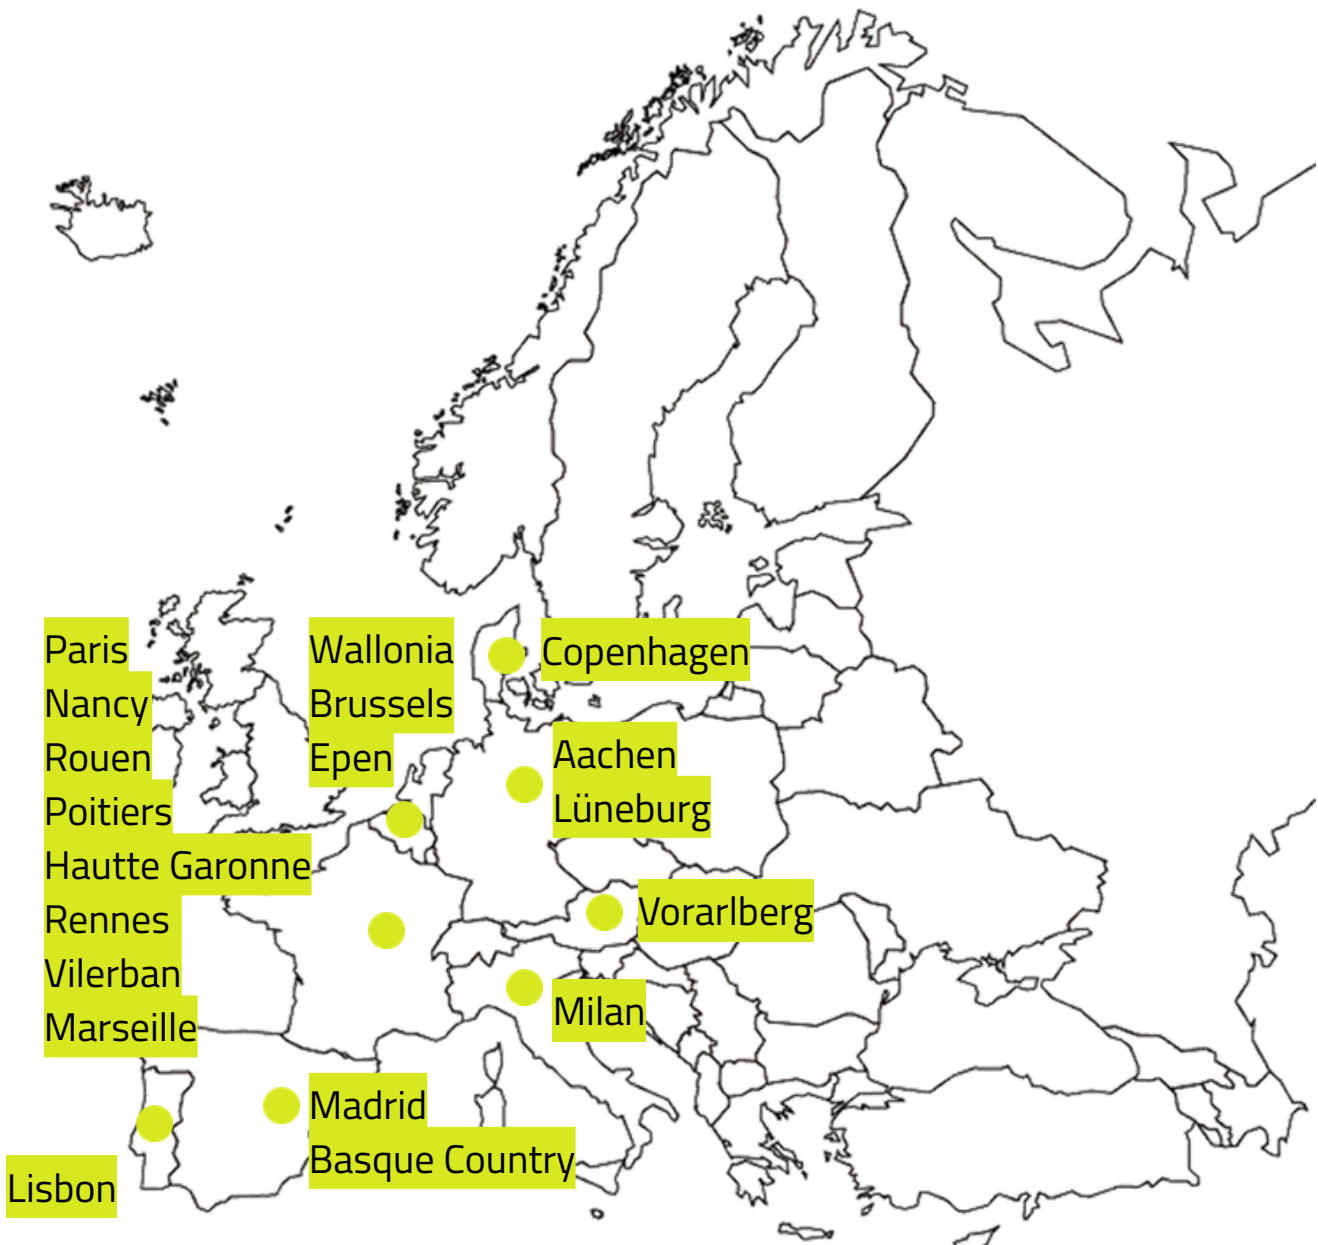 Paris
Nancy
Rouen
Poitiers
Hautte Garonne
Rennes
Vilerban
Marseille
Wallonia
Brussels
Epen
Copenhagen
Aachen
Lüneburg
Vorarlberg
Milan
Madrid
Basque Country
Lisbon